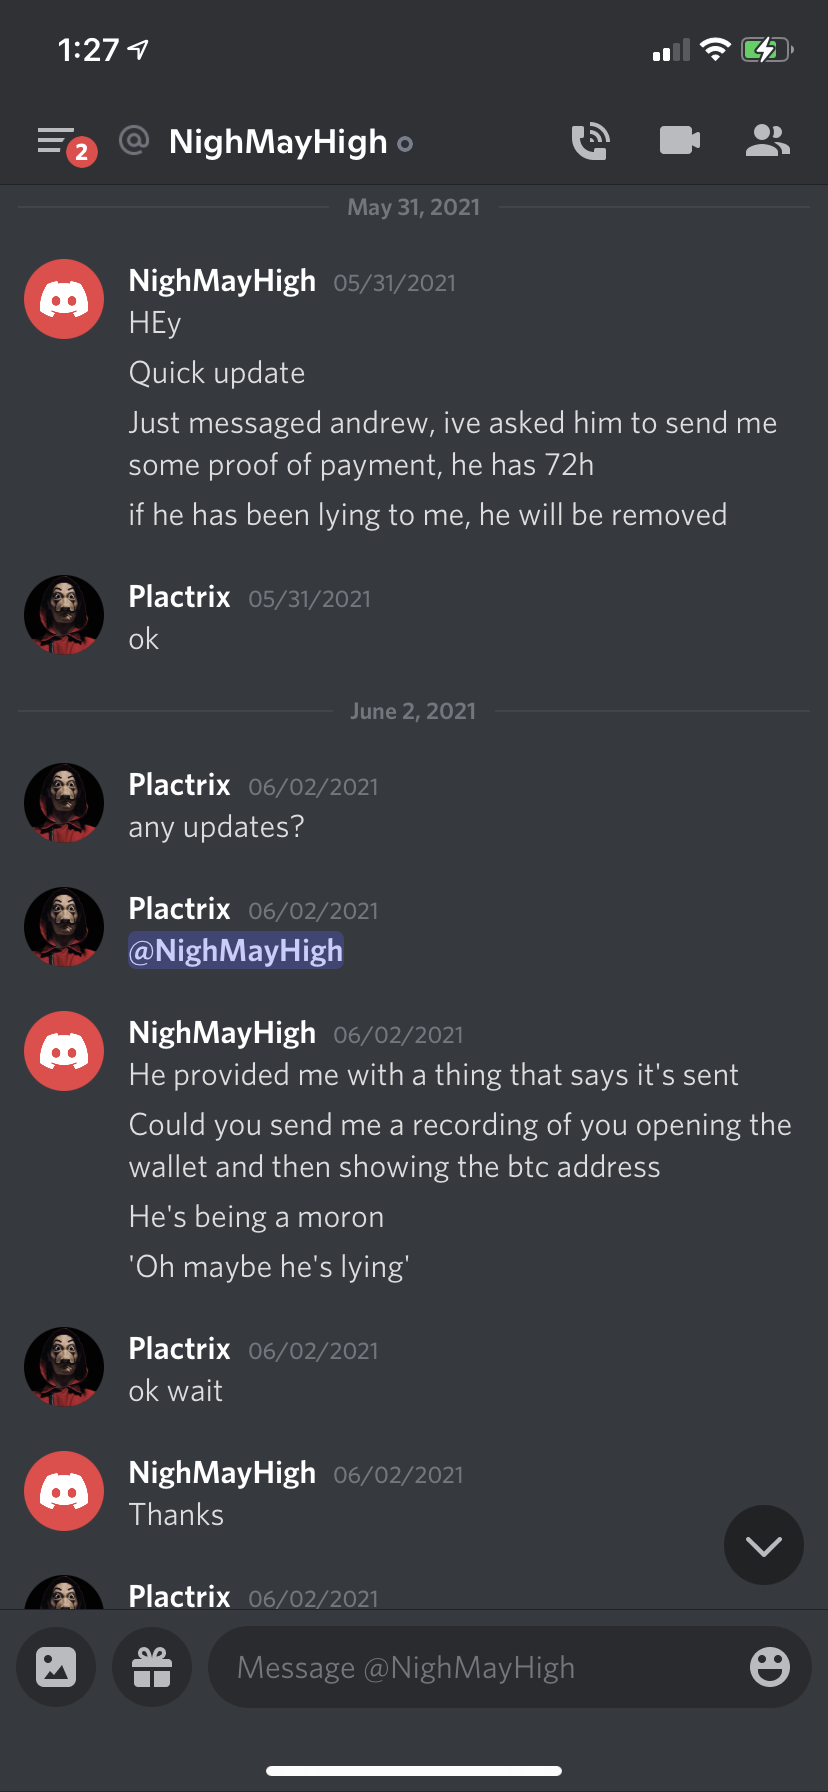 1:27
2
@ NighMayHigh
May 31, 2021
NighMayHigh 05/31/2021
HEy
Quick update
Just messaged andrew, ive asked him to send me
some proof of payment, he has 72h
if he has been lying to me, he will be removed
Plactrix 05/31/2021
ok
June 2, 2021
Plactrix 06/02/2021
any updates?
Plactrix 06/02/2021
@NighMayHigh
NighMayHigh 06/02/2021
He provided me with a thing that says it's sent
Could you send me a recording of you opening the
wallet and then showing the btc address
He's being a moron
'Oh maybe he's lying'
Plactrix 06/02/2021
ok wait
NighMayHigh 06/02/2021
Thanks
Plactrix 06/02/2021
Message @NighMayHigh